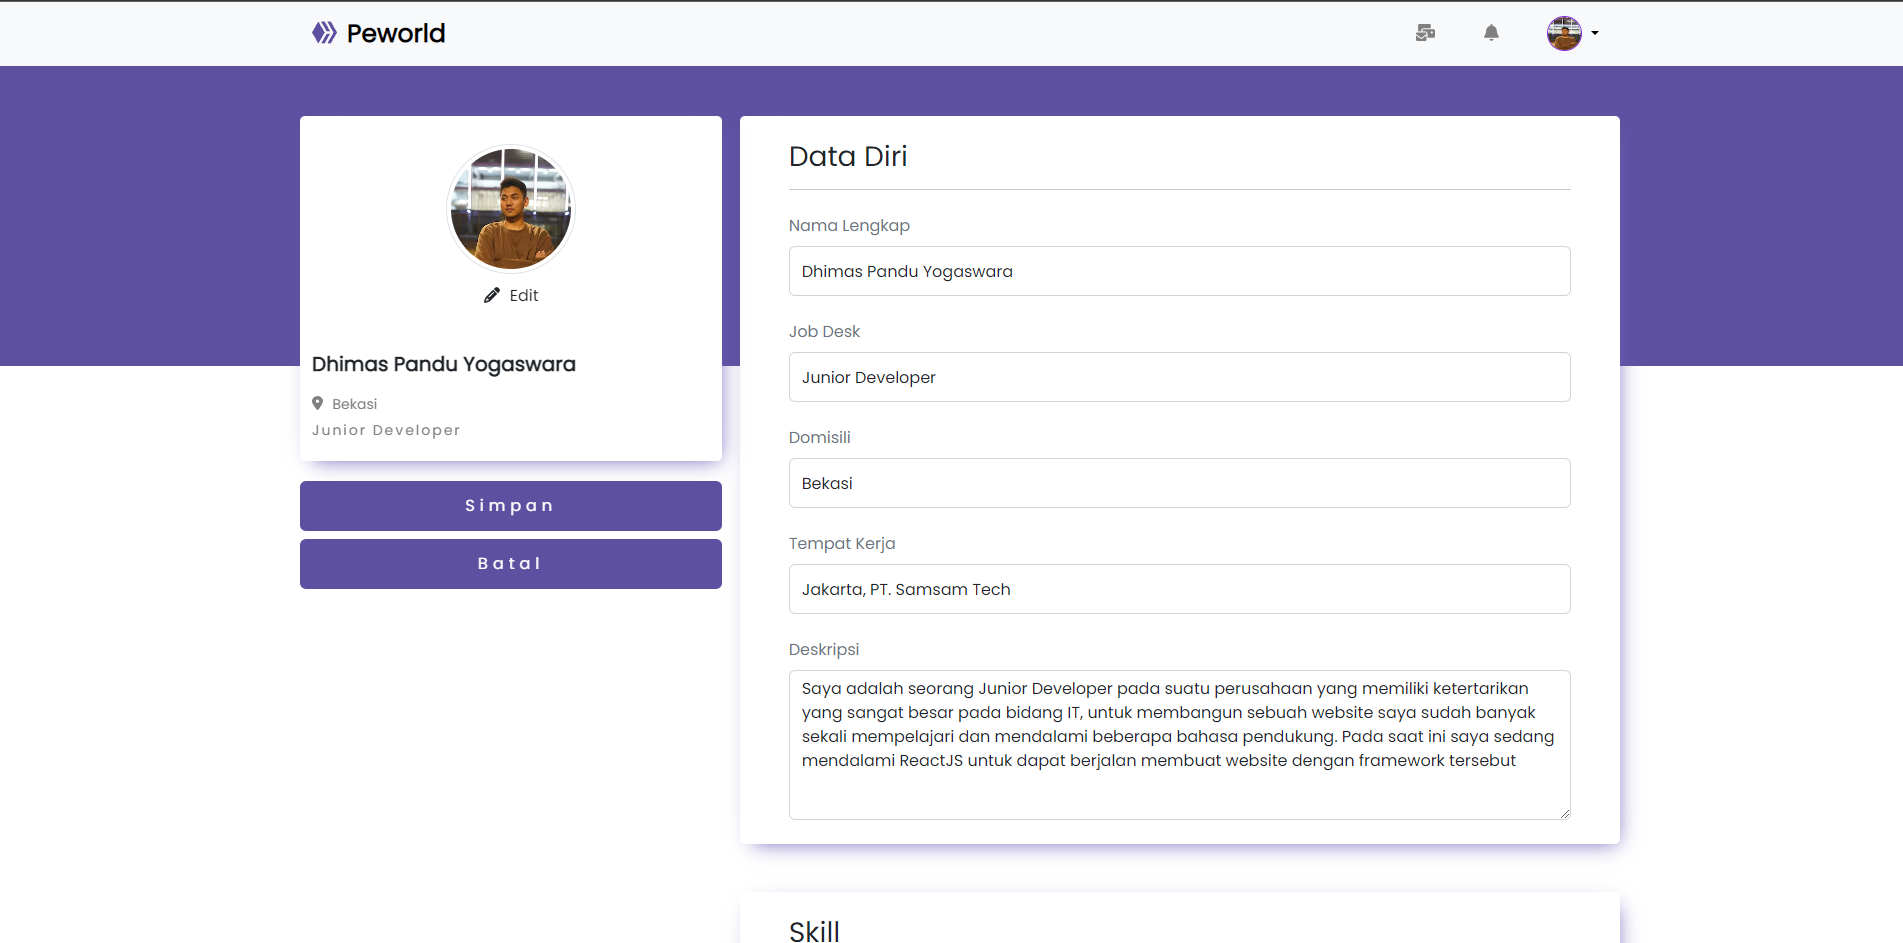 Peworld
Edit
Dhimas Pandu Yogaswara
Bekasi
Junior Developer
Simpan
Batal
Data Diri
Nama Lengkap
Dhimas Pandu Yogaswara
Job Desk
Junior Developer
Domisili
Bekasi
Tempat Kerja
Jakarta, PT. Samsam Tech
Deskripsi
Saya adalah seorang Junior Developer pada suatu perusahaan yang memiliki ketertarikan
yang sangat besar pada bidang IT, untuk membangun sebuah website saya sudah banyak
sekali mempelajari dan mendalami beberapa bahasa pendukung. Pada saat ini saya sedang
mendalami ReactJS untuk dapat berjalan membuat website dengan framework tersebut
Skill